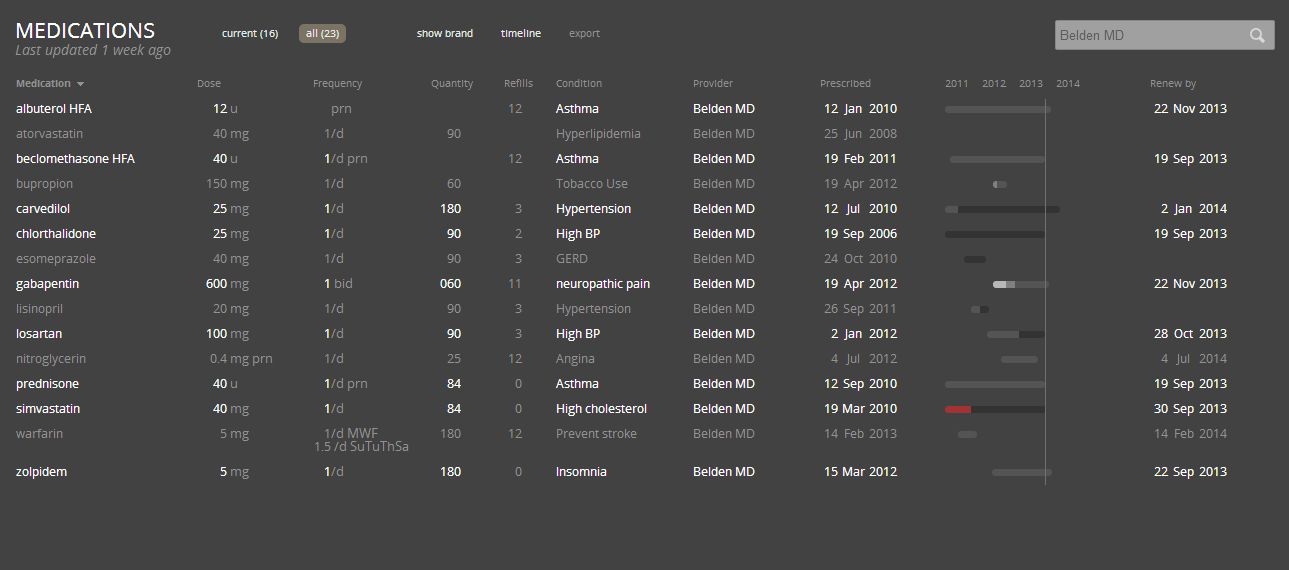 MEDICATIONS current (16) all (23) show brand timeline export Belden MD
Last updated 1 week ago
Medication Dose Frequency Quantity Refills Condition Provider Prescribed 2011 2012 2013 2014 Renew by
albuterol HFA 12 u prn 12 Asthma Belden MD 12 Jan 2010 22 Nov 2013
atorvastatin 40 mg 1/d 90 Hyperlipidemia Belden MD 25 Jun 2008
beclomethasone HFA 40 u 1/d prn 12 Asthma Belden MD 19 Feb 2011 19 Sep 2013
bupropion 150 mg 1/d 60 Tobacco Use Belden MD 19 Apr 2012
carvedilol 25 mg 1/d 180 3 Hypertension Belden MD 12 Jul 2010 2 Jan 2014
chlorthalidone 25 mg 1/d 90 2 High BP Belden MD 19 Sep 2006 19 Sep 2013
esomeprazole 40 mg 1/d 90 3 GERD Belden MD 24 Oct 2010
gabapentin 600 mg 1 bid 060 11 neuropathic pain Belden MD 19 Apr 2012 22 Nov 2013
lisinopril 20 mg 1/d 90 3 Hypertension Belden MD 26 Sep 2011
losartan 100 mg 1/d 90 3 High BP Belden MD 2 Jan 2012 28 Oct 2013
nitroglycerin 0.4 mg prn 1/d 25 12 Angina Belden MD 4 Jul 2012 4 Jul 2014
prednisone 40 u 1/d prn 84 0 Asthma Belden MD 12 Sep 2010 19 Sep 2013
simvastatin 40 mg 1/d 84 0 High cholesterol Belden MD 19 Mar 2010 30 Sep 2013
warfarin 5 mg 1/d MWF 180 12 Prevent stroke Belden MD 14 Feb 2013 14 Feb 2014
1.5 /d SuTuThSa
zolpidem 5 mg 1/d 180 0 Insomnia Belden MD 15 Mar 2012 22 Sep 2013